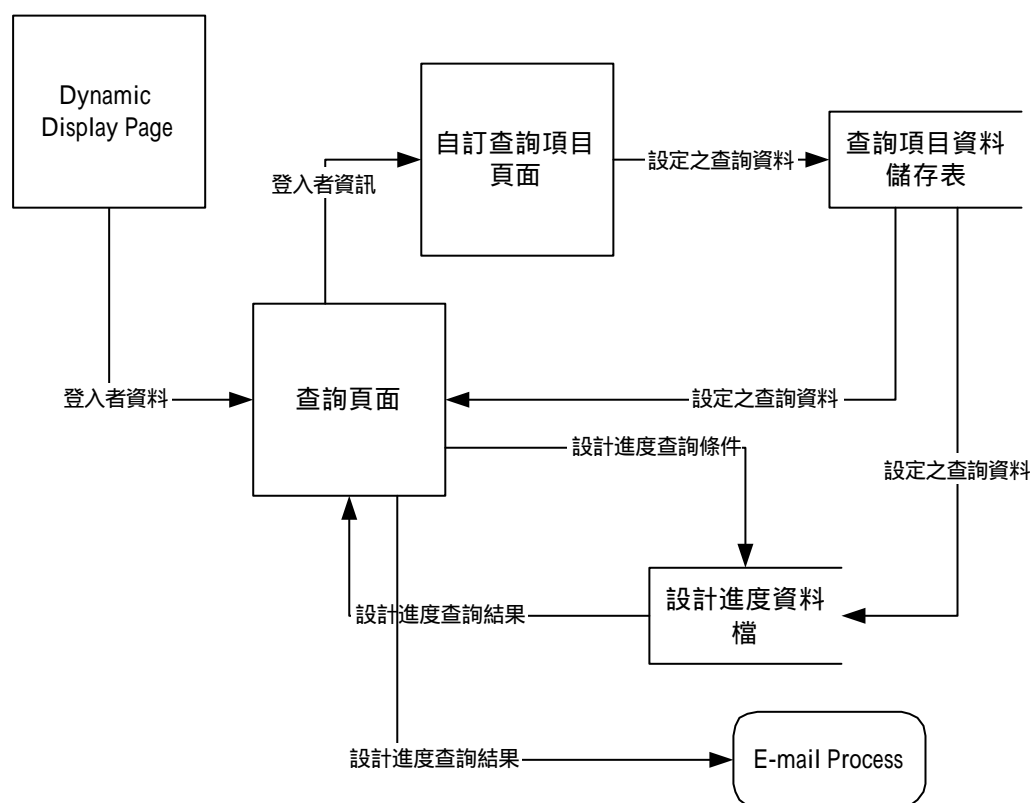 Dynamic
Display Page
自訂查詢項目
頁面
查詢項目資料
儲存表
設定之查詢資料
登入者資訊
登入者資料
查詢頁面
設定之查詢資料
設計進度查詢條件
設定之查詢資料
設計進度資料
檔
設計進度查詢結果
設計進度查詢結果
E-mail Process